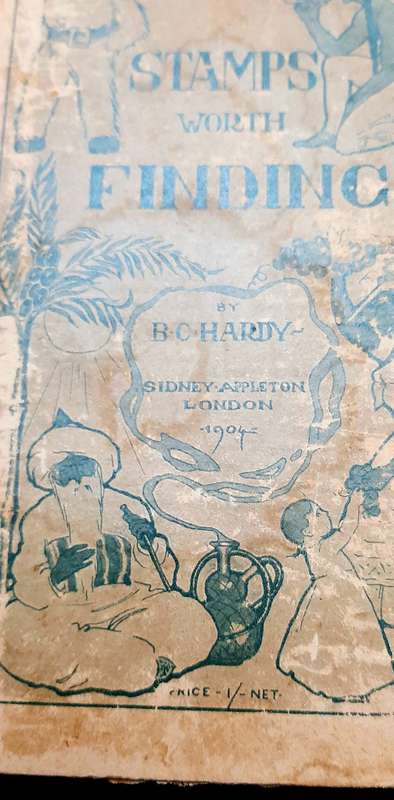 STAMPS
WORTH
FINDING
BY
B·C·HARDY~
SIDNEY·APPLETON
LONDON
-1904=
PRICE - 1/- NET.